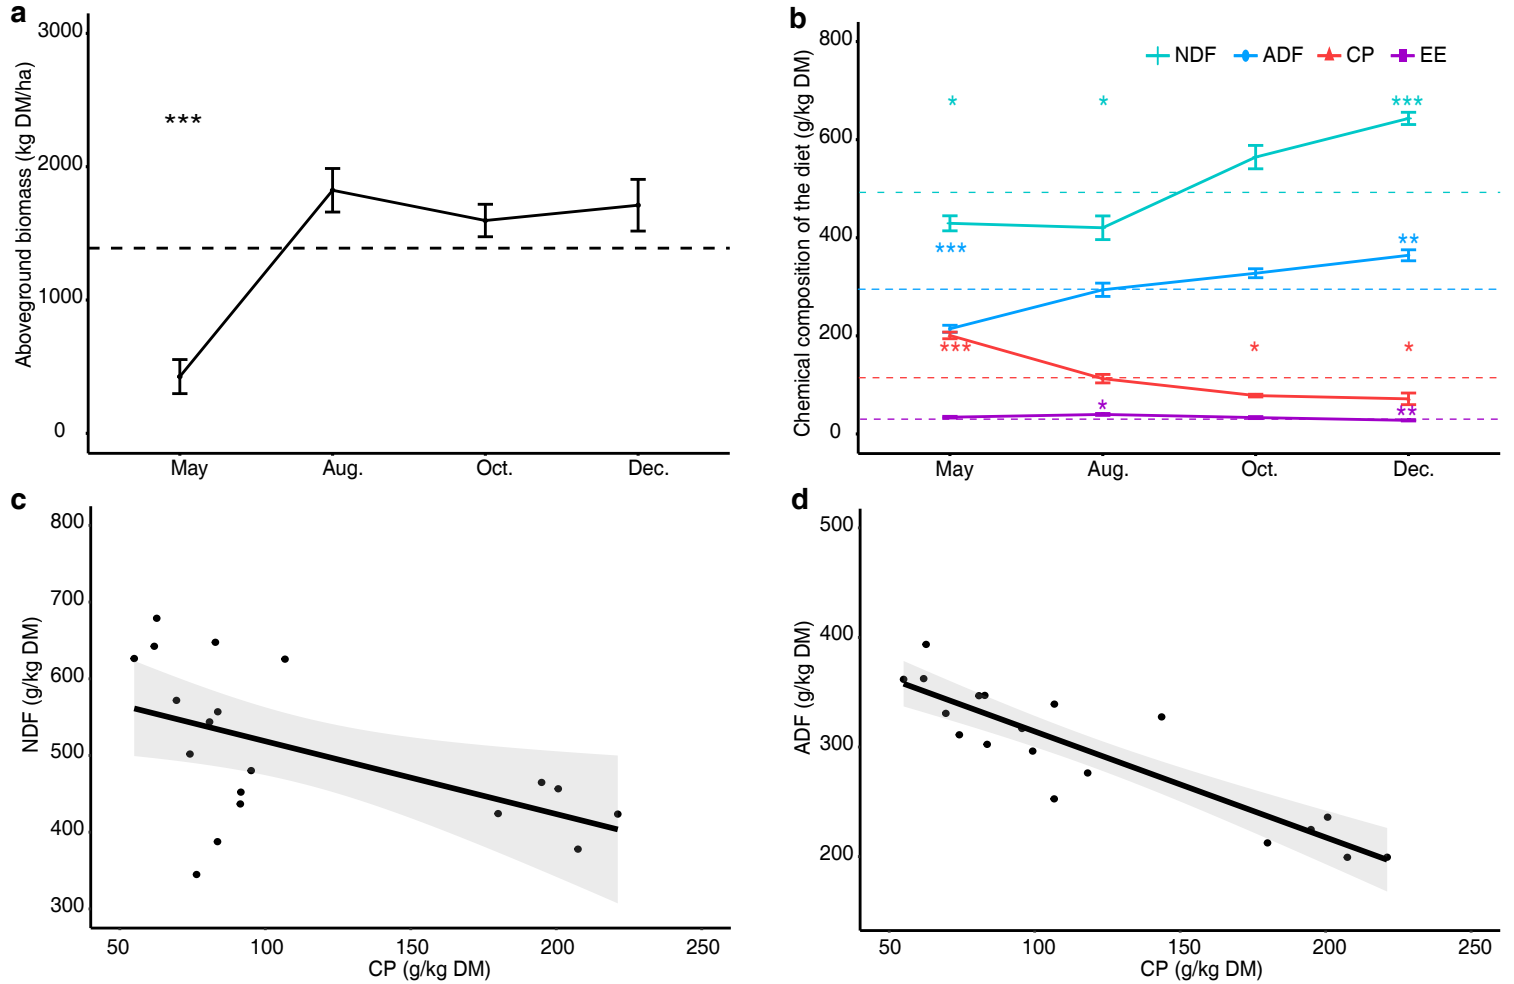 a
3000
2000
1000
0
Aboveground biomass (kg DM/ha)
***
May Aug. Oct. Dec.
b
800
600
400
200
0
Chemical composition of the diet (g/kg DM)
NDF ADF CP EE
* * ***
*** **
*** * *
* **
May Aug. Oct. Dec.
c
800
700
600
500
400
300
NDF (g/kg DM)
50 100 150 200 250
CP (g/kg DM)
d
500
400
300
200
ADF (g/kg DM)
50 100 150 200 250
CP (g/kg DM)